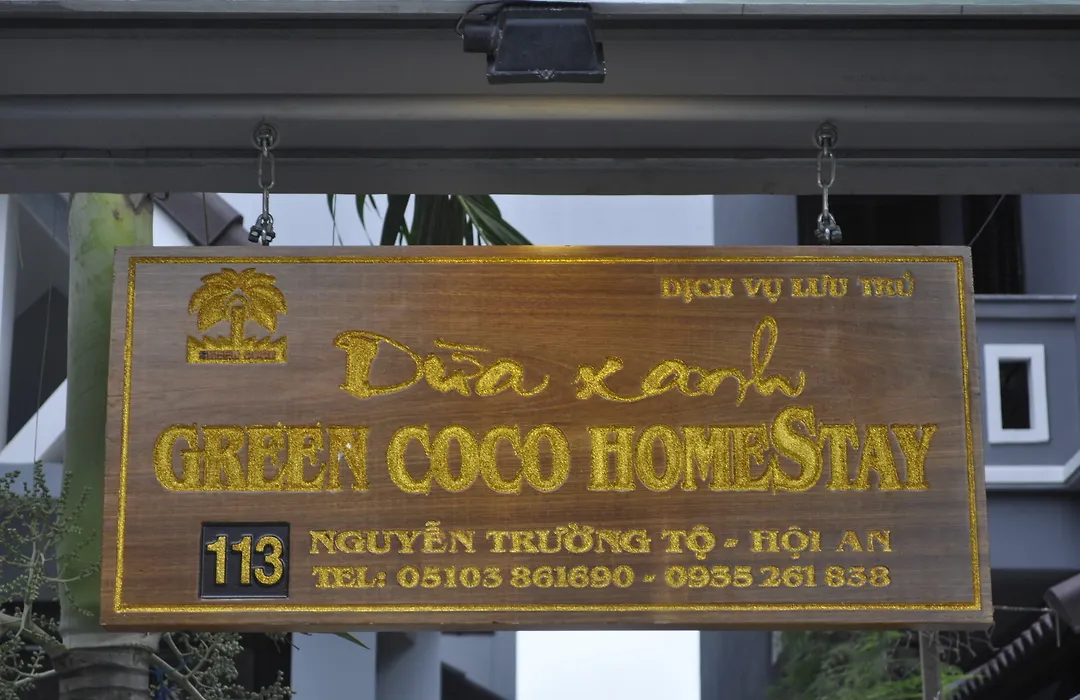 DỊCH VỤ LƯU TRÚ
Dừa xanh
GREEN COCO HOMESTAY
113
NGUYỄN TRƯỜNG TỘ - HỘI AN
TEL: 05103 861690 - 0935 261 838